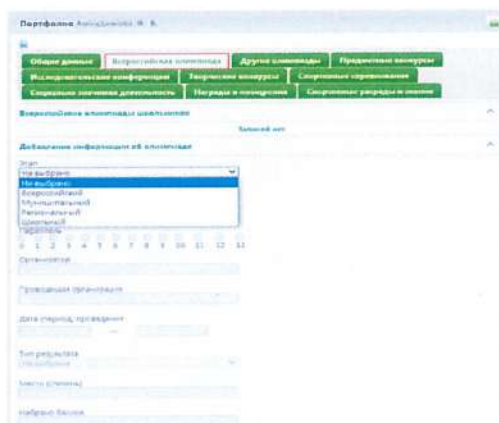 Портфолио
Общие данные Всероссийская олимпиада Другие олимпиады Предметные конкурсы
Исследовательские конференции Творческие конкурсы Спортивные соревнования
Социально значимая деятельность Награды и поощрения Спортивные разряды и звания
Всероссийские олимпиады школьников
Записей нет
Добавление информации об олимпиаде
Этап
Не выбрано
Не выбрано
Всероссийский
Муниципальный
Региональный
Школьный
Параллель
0 1 2 3 4 5 6 7 8 9 10 11 12 13
Организатор
Проводящая организация
Дата (период) проведения
—
Тип результата
Не выбрано
Место (степень)
Набрано баллов